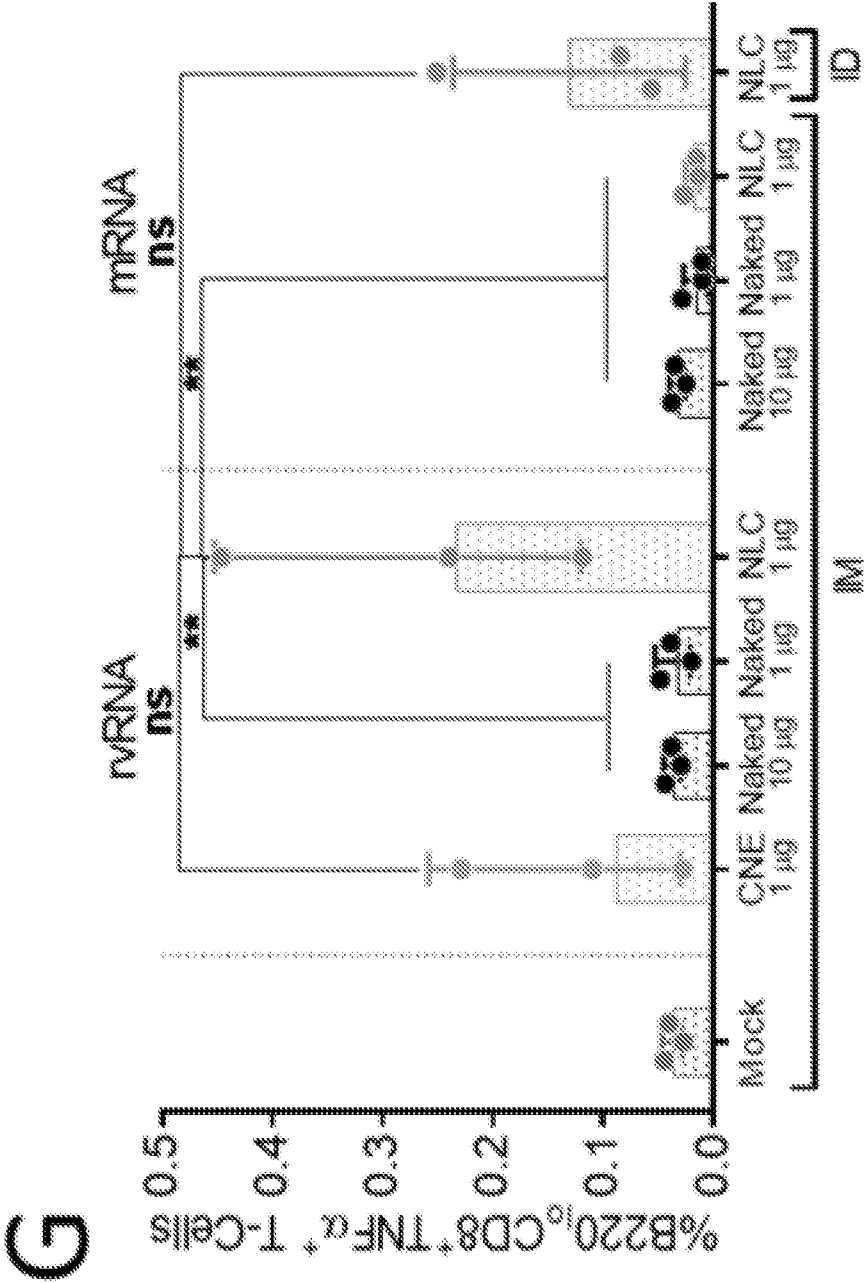 G
rvRNA
mRNA
ns
ns
**
**
%B220loCD8+TNFα+ T-Cells
0.5
0.4
0.3
0.2
0.1
0.0
Mock
CNE
1 µg
Naked
10 µg
Naked
1 µg
NLC
1 µg
Naked
10 µg
Naked
1 µg
NLC
1 µg
NLC
1 µg
IM
ID